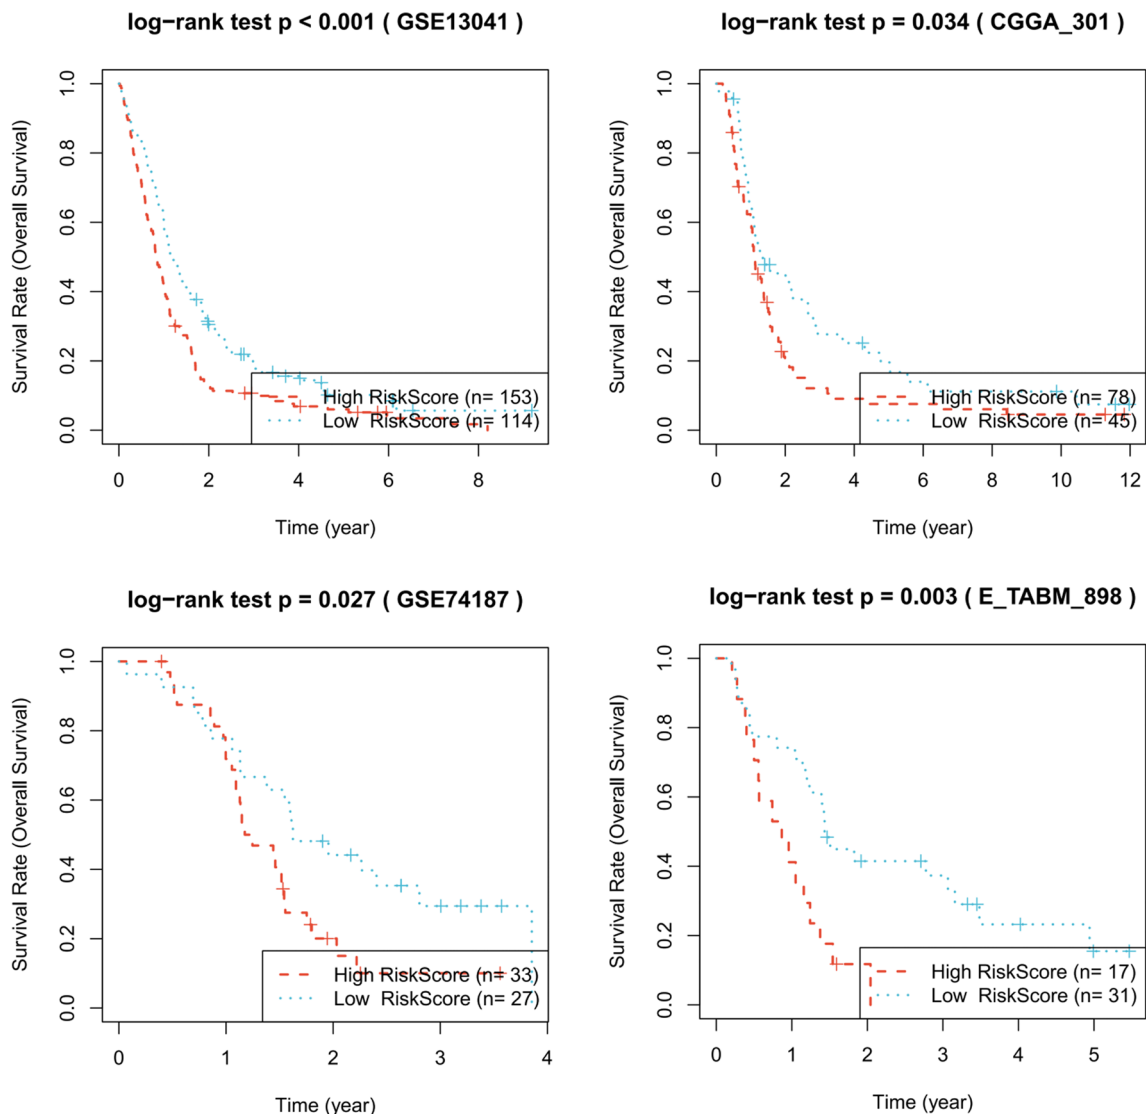 log−rank test p < 0.001 ( GSE13041 )
Survival Rate (Overall Survival)
1.0
0.8
0.6
0.4
0.2
0.0
High RiskScore (n= 153)
Low RiskScore (n= 114)
0 2 4 6 8
Time (year)
log−rank test p = 0.034 ( CGGA_301 )
Survival Rate (Overall Survival)
1.0
0.8
0.6
0.4
0.2
0.0
High RiskScore (n= 78)
Low RiskScore (n= 45)
0 2 4 6 8 10 12
Time (year)
log−rank test p = 0.027 ( GSE74187 )
Survival Rate (Overall Survival)
1.0
0.8
0.6
0.4
0.2
0.0
High RiskScore (n= 33)
Low RiskScore (n= 27)
0 1 2 3 4
Time (year)
log−rank test p = 0.003 ( E_TABM_898 )
Survival Rate (Overall Survival)
1.0
0.8
0.6
0.4
0.2
0.0
High RiskScore (n= 17)
Low RiskScore (n= 31)
0 1 2 3 4 5
Time (year)